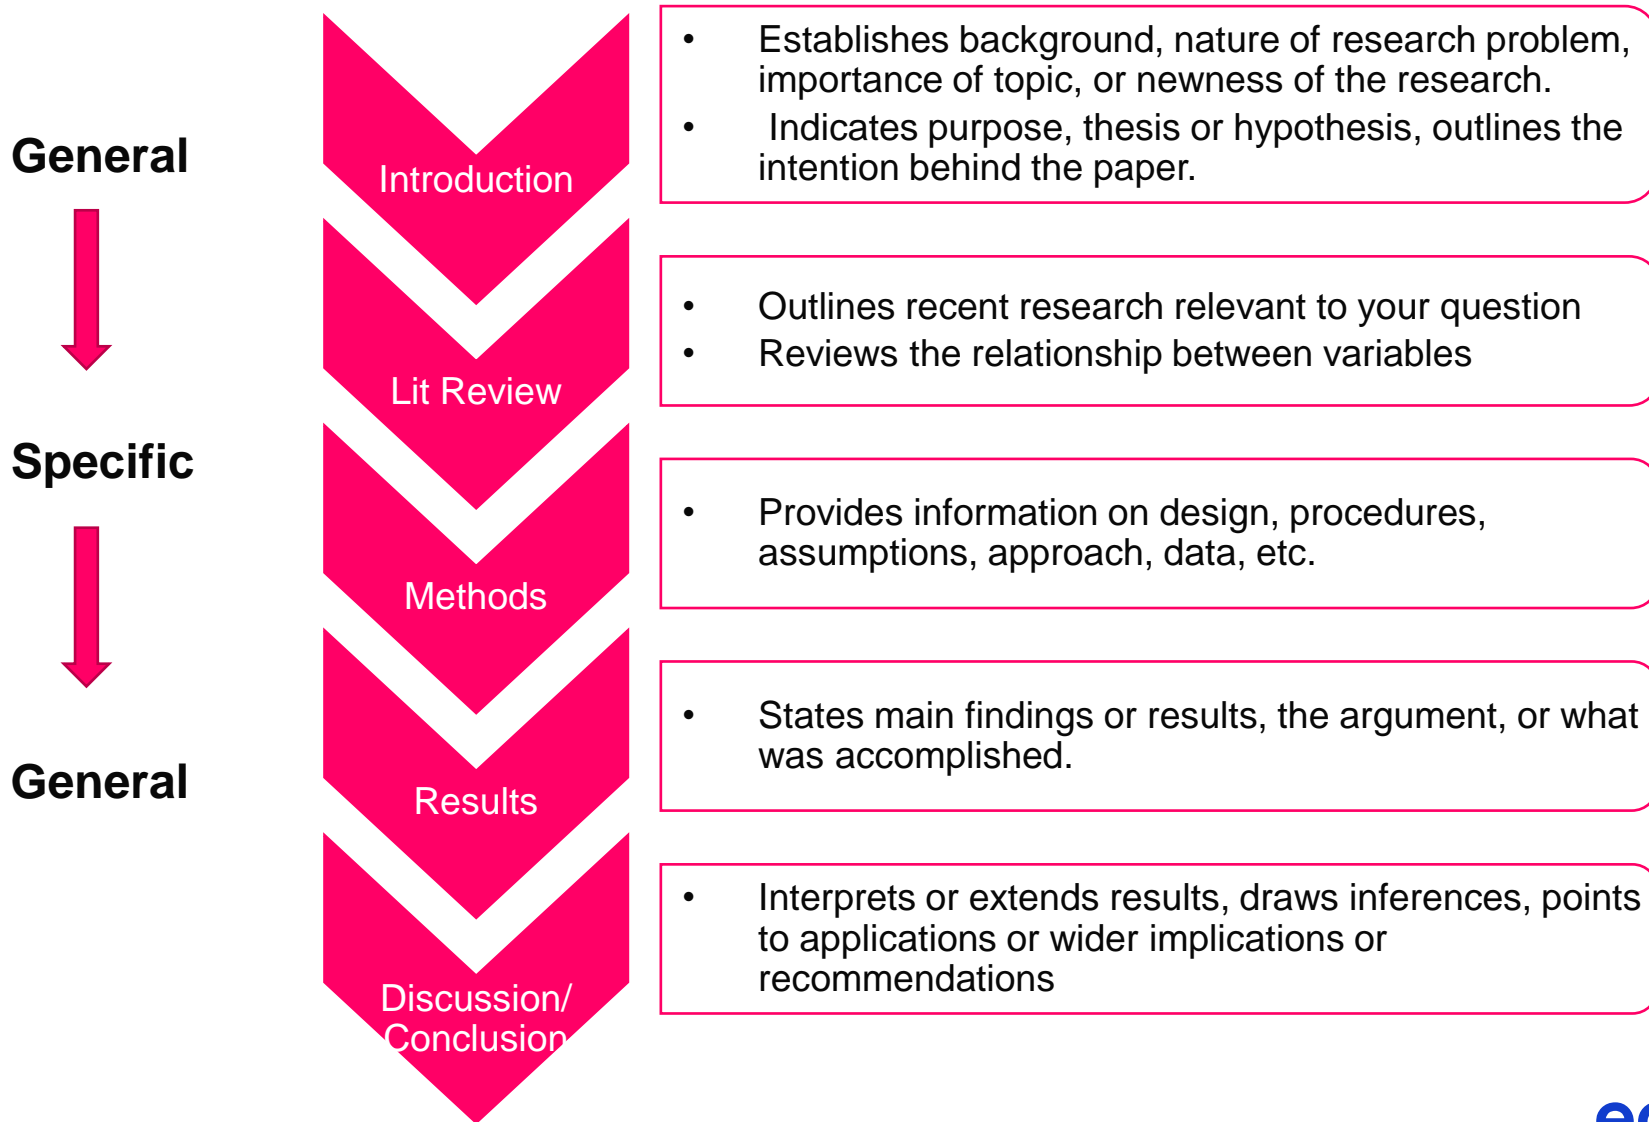 General
Specific
General
Introduction
• Establishes background, nature of research problem,
importance of topic, or newness of the research.
• Indicates purpose, thesis or hypothesis, outlines the
intention behind the paper.
Lit Review
• Outlines recent research relevant to your question
• Reviews the relationship between variables
Methods
• Provides information on design, procedures,
assumptions, approach, data, etc.
Results
• States main findings or results, the argument, or what
was accomplished.
Discussion/
Conclusion
• Interprets or extends results, draws inferences, points
to applications or wider implications or
recommendations